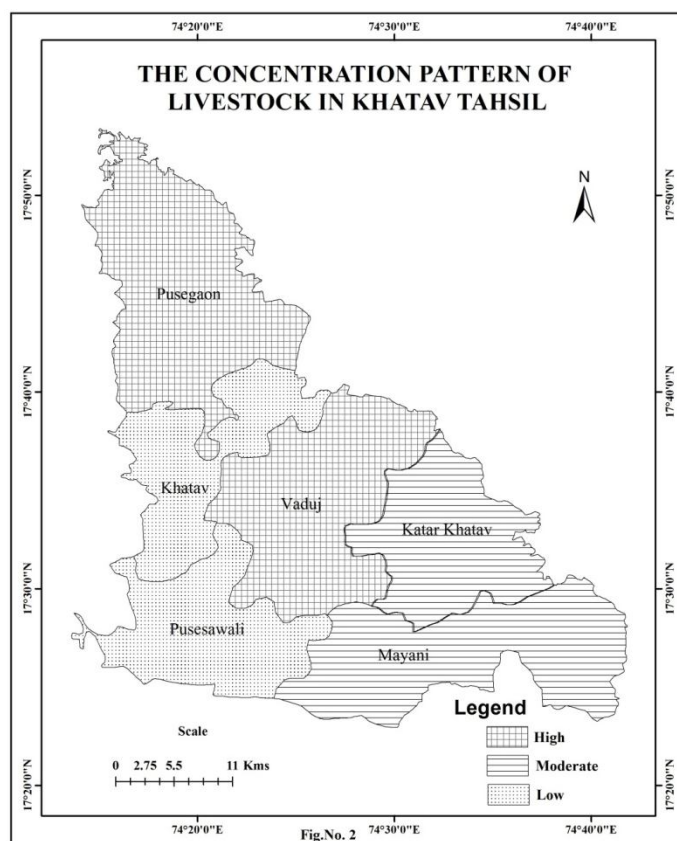 74°20'0"E 74°30'0"E 74°40'0"E
THE CONCENTRATION PATTERN OF
LIVESTOCK IN KHATAV TAHSIL
N
17°50'0"N 17°50'0"N
Pusegaon
17°40'0"N 17°40'0"N
Khatav
Vaduj
Katar Khatav
17°30'0"N 17°30'0"N
Pusesawali
Mayani
Legend
High
Moderate
Low
Scale
0 2.75 5.5 11 Kms
17°20'0"N 17°20'0"N
74°20'0"E 74°30'0"E 74°40'0"E
Fig.No. 2